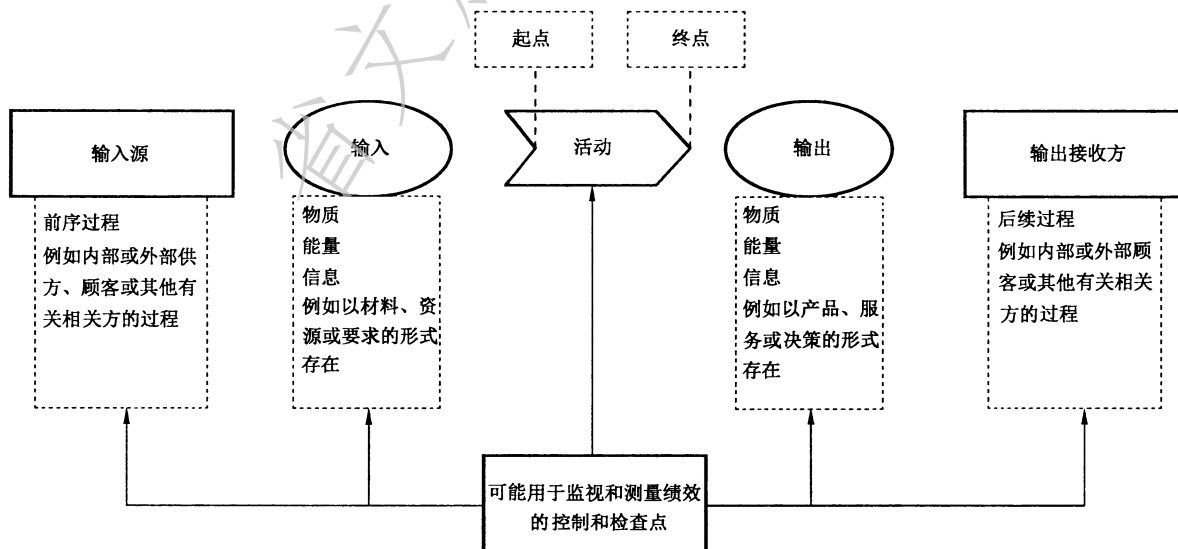 起点
终点
输入源
输入
活动
输出
输出接收方
前序过程
例如内部或外部供
方、顾客或其他有
关相关方的过程
物质
能量
信息
例如以材料、资
源或要求的形式
存在
物质
能量
信息
例如以产品、服
务或决策的形式
存在
后续过程
例如内部或外部顾
客或其他有关相关
方的过程
可能用于监视和测量绩效
的控制和检查点